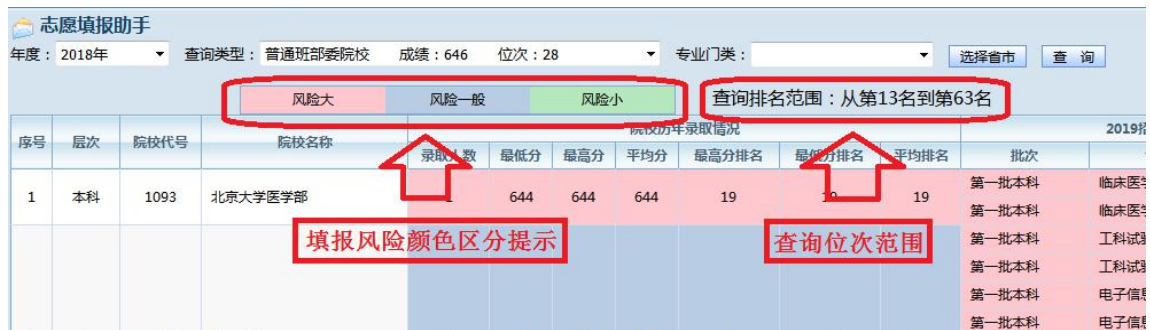 志愿填报助手
年度：2018年 查询类型：普通班部委院校 成绩：646 位次：28 专业门类： 选择省市 查 询
风险大 风险一般 风险小 查询排名范围：从第13名到第63名
序号 层次 院校代号 院校名称 院校历年录取情况 2019招
录取人数 最低分 最高分 平均分 最高分排名 最低分排名 平均排名 批次
1 本科 1093 北京大学医学部 1 644 644 644 19 19 19 第一批本科 临床医学
第一批本科 临床医学
填报风险颜色区分提示 查询位次范围
第一批本科 工科试验
第一批本科 工科试验
第一批本科 电子信息
第一批本科 电子信息